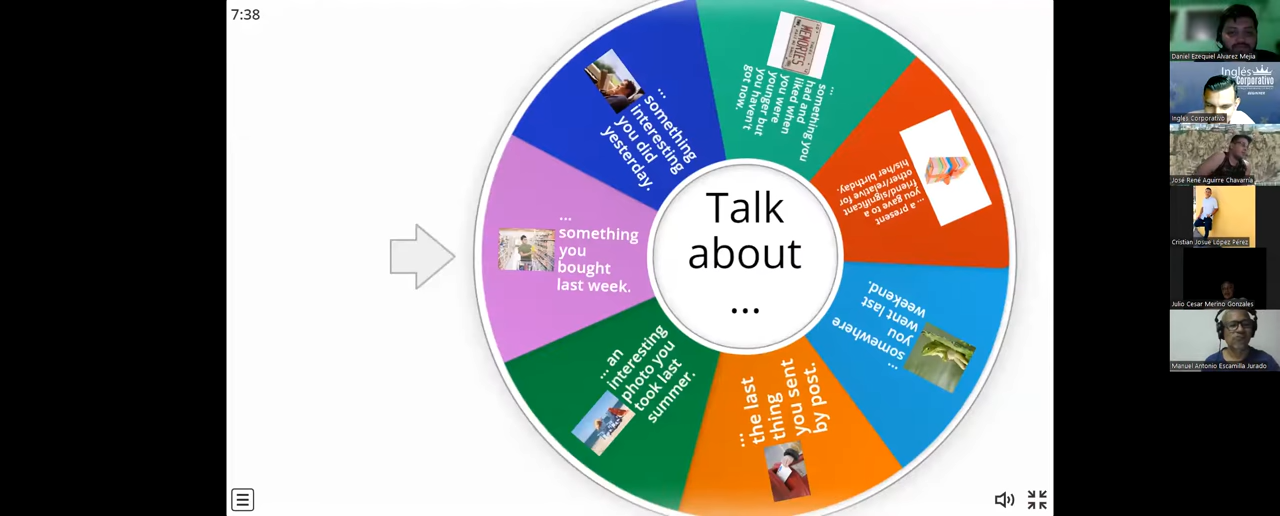 7:38
Talk
about
...
...
something
you
bought
last week.
...
something
interesting
you did
yesterday.
MEMORIES
...
something you
had and
liked when
you were
younger but
you haven't
got now.
... a present
you gave to a
friend/significant
other/relative for
his/her birthday.
...
somewhere
you
went last
weekend.
...
the last
thing
you sent
by post.
... an
interesting
photo you
took last
summer.
Daniel Ezequiel Alvarez Mejia
Inglés
Corporativo
Inglés Corporativo
José René Aguirre Chavarría
Cristian Josue López Pérez
Julio Cesar Merino Gonzales
Manuel Antonio Escamilla Jurado